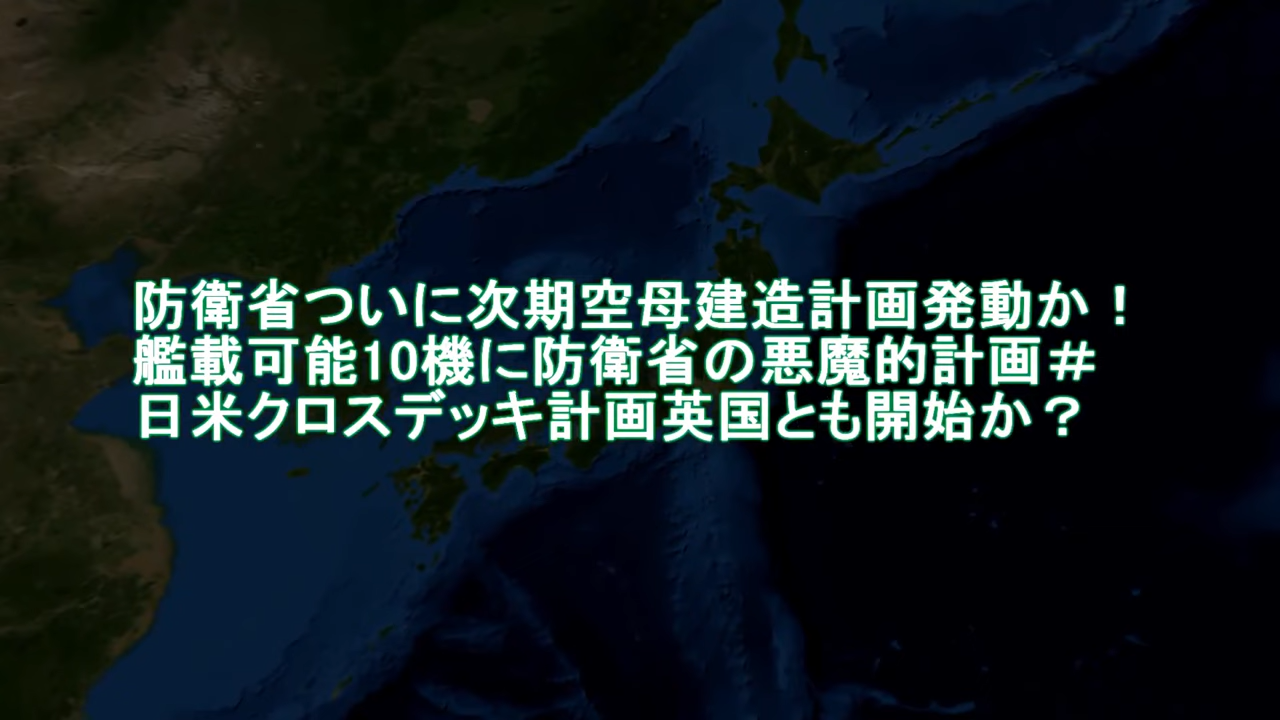 防衛省ついに次期空母建造計画発動か！
艦載可能10機に防衛省の悪魔的計画＃
日米クロスデッキ計画英国とも開始か？